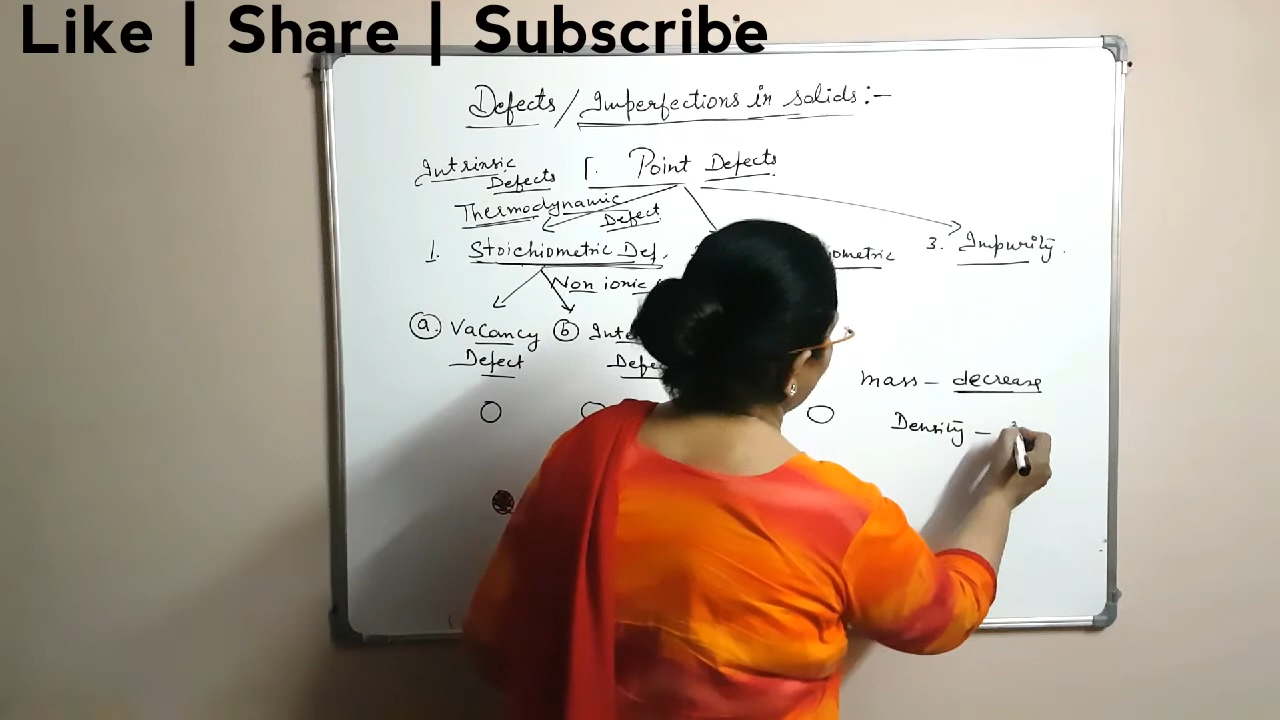 Like | Share | Subscribe
Defects / Imperfections in solids :-
Intrinsic Defects
1. Point Defects
Thermodynamic Defect
1. Stoichiometric Def.
3. Impurity.
Non ionic
(a) Vacancy Defect
(b)
mass - decrease
Density -